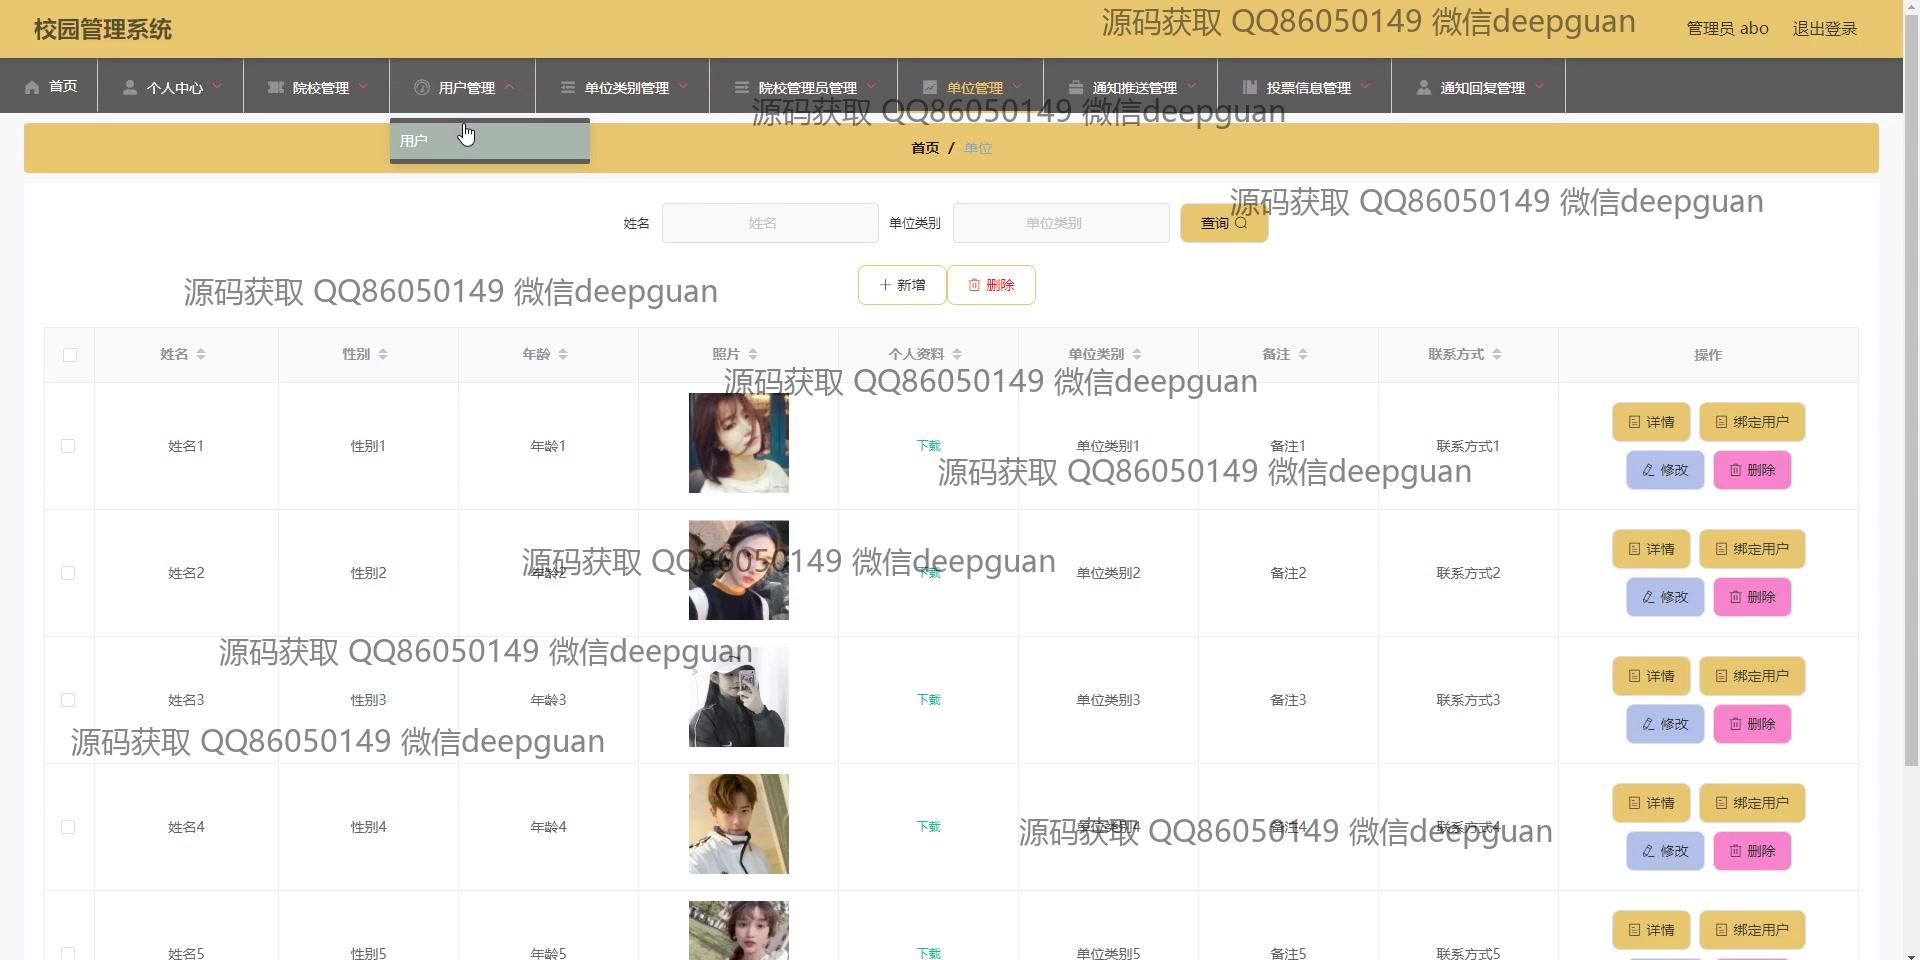 校园管理系统
源码获取 QQ86050149 微信deepguan
管理员 abo 退出登录
首页 个人中心 院校管理 用户管理 单位类别管理 院校管理员管理 单位管理 通知推送管理 投票信息管理 通知回复管理
源码获取 QQ86050149 微信deepguan
用户
首页 / 单位
源码获取 QQ86050149 微信deepguan
姓名 姓名 单位类别 单位类别 查询
源码获取 QQ86050149 微信deepguan
新增 删除
姓名 性别 年龄 照片 个人资料 单位类别 备注 联系方式 操作
源码获取 QQ86050149 微信deepguan
详情 绑定用户
姓名1 性别1 年龄1 下载 单位类别1 备注1 联系方式1
修改 删除
源码获取 QQ86050149 微信deepguan
详情 绑定用户
源码获取 QQ86050149 微信deepguan
姓名2 性别2 年龄2 下载 单位类别2 备注2 联系方式2
修改 删除
源码获取 QQ86050149 微信deepguan
详情 绑定用户
姓名3 性别3 年龄3 下载 单位类别3 备注3 联系方式3
修改 删除
源码获取 QQ86050149 微信deepguan
详情 绑定用户
姓名4 性别4 年龄4 下载 单位类别4 备注4 联系方式4
源码获取 QQ86050149 微信deepguan
修改 删除
详情 绑定用户
姓名5 性别5 年龄5 下载 单位类别5 备注5 联系方式5